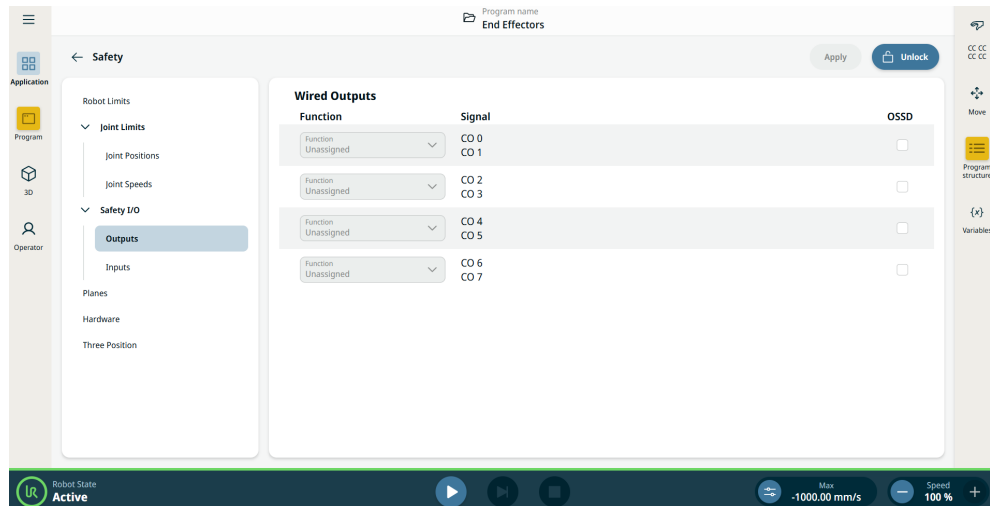 Program name
End Effectors
Safety
Apply
Unlock
CC CC
CC CC
Application
Program
3D
Operator
Robot Limits
Joint Limits
Joint Positions
Joint Speeds
Safety I/O
Outputs
Inputs
Planes
Hardware
Three Position
Wired Outputs
Function Signal OSSD
Function
Unassigned
CO 0
CO 1
Function
Unassigned
CO 2
CO 3
Function
Unassigned
CO 4
CO 5
Function
Unassigned
CO 6
CO 7
Move
Program
structure
{x}
Variables
UR
Robot State
Active
Max
-1000.00 mm/s
Speed
100 %